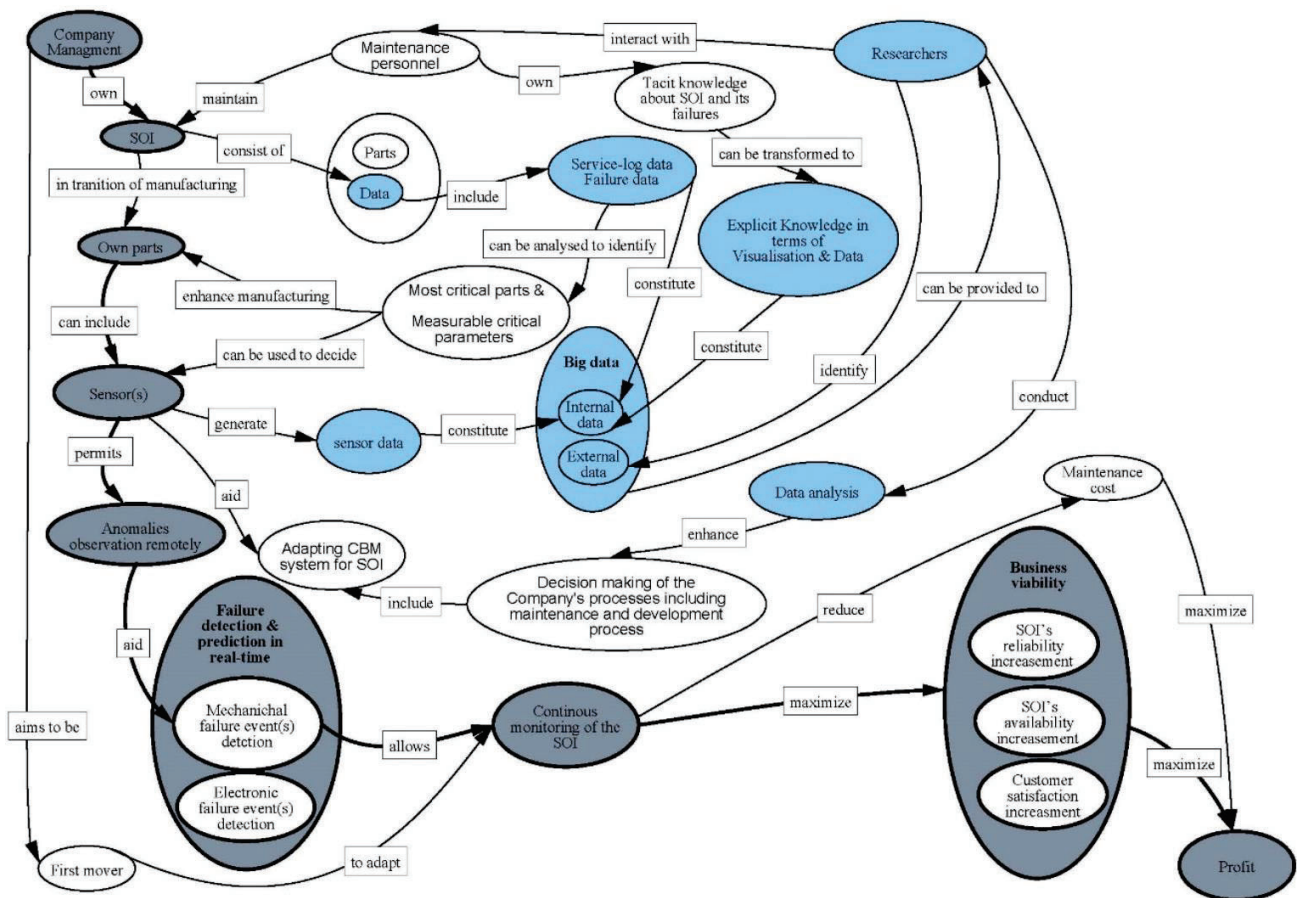 Company
Managment
interact with
Researchers
Maintenance
personnel
own
own
Tacit knowledge
about SOI and its
failures
maintain
SOI
consist of
Parts
Data
include
Service-log data
Failure data
can be transformed to
in tranition of manufacturing
Explicit Knowledge in
terms of
Visualisation & Data
Own parts
can be analysed to identify
enhance manufacturing
Most critical parts &
Measurable critical
parameters
constitute
can be provided to
can include
can be used to decide
constitute
Big data
identify
Sensor(s)
Internal
data
conduct
generate
sensor data
constitute
External
data
permits
Maintenance
cost
aid
Data analysis
Anomalies
observation remotely
enhance
Adapting CBM
system for SOI
include
Decision making of the
Company's processes including
maintenance and development
process
Business
viability
reduce
maximize
Failure
detection &
prediction in
real-time
aid
SOI's
reliability
increasement
Mechanichal
failure event(s)
detction
allows
Continous
monitoring of the
SOI
maximize
SOI's
availability
increasement
aims to be
maximize
Electronic
failure event(s)
detection
Customer
satisfaction
increasment
First mover
to adapt
Profit